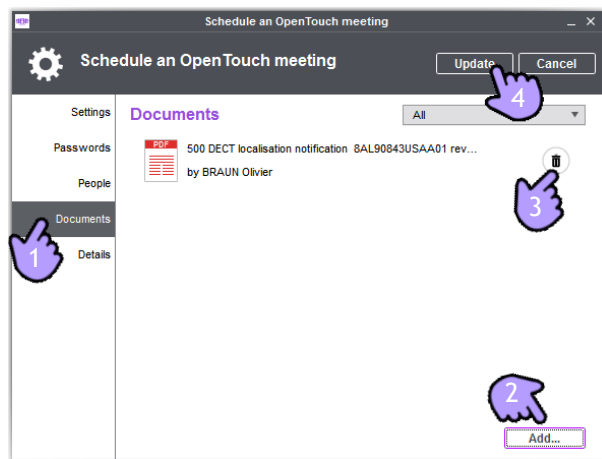 Schedule an OpenTouch meeting
Schedule an OpenTouch meeting
Update
Cancel
4
Settings
Passwords
People
Documents
Details
1
Documents
All
PDF
500 DECT localisation notification 8AL90843USAA01 rev...
by BRAUN Olivier
3
2
Add...